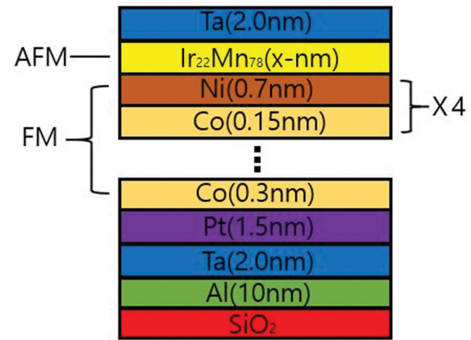 Ta(2.0nm)
AFM
Ir₂₂Mn₇₈(x-nm)
Ni(0.7nm)
X4
FM
Co(0.15nm)
Co(0.3nm)
Pt(1.5nm)
Ta(2.0nm)
Al(10nm)
SiO₂